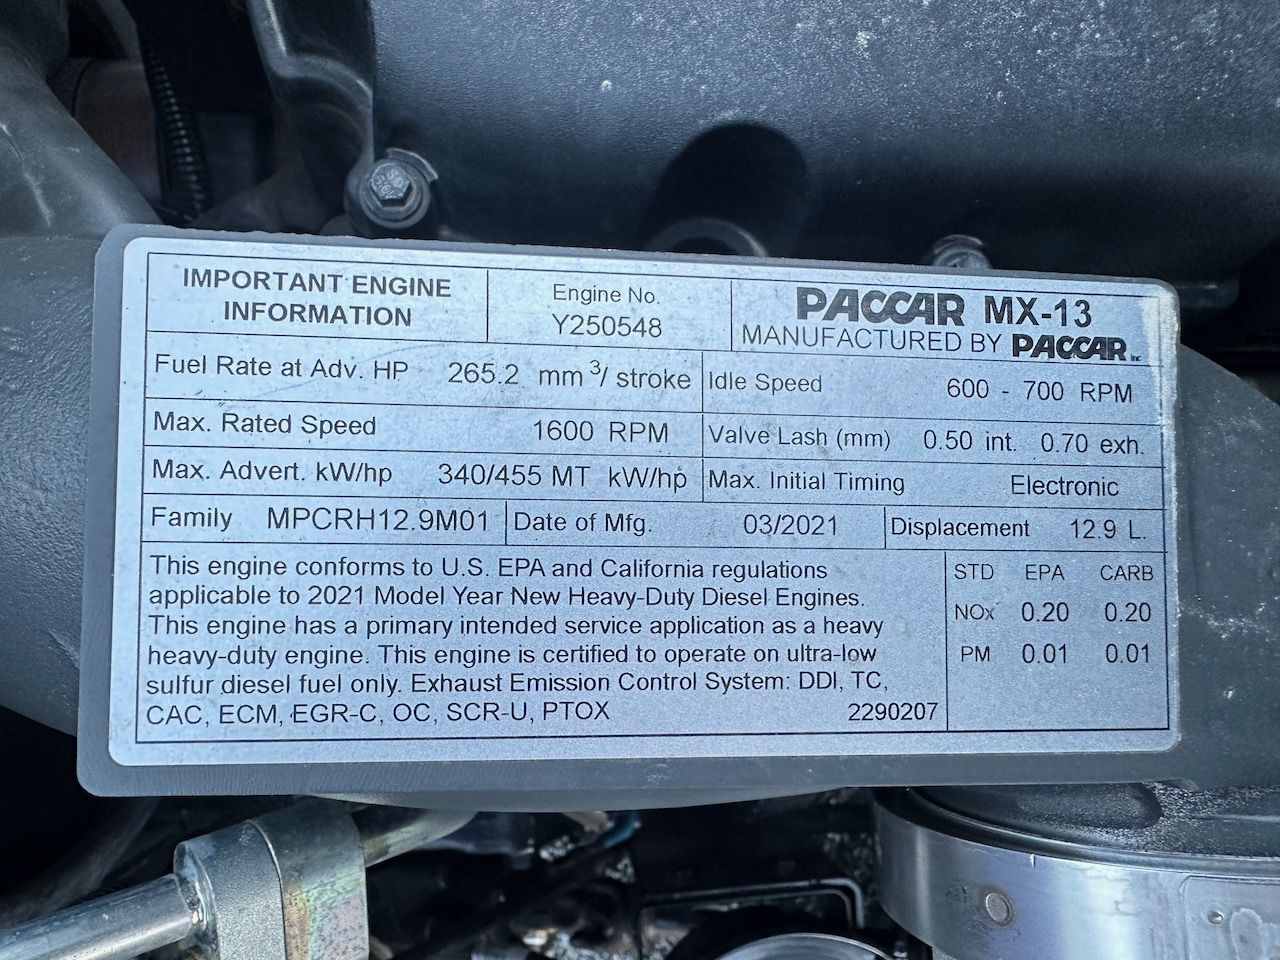 IMPORTANT ENGINE
INFORMATION
Engine No.
Y250548
PACCAR MX-13
MANUFACTURED BY PACCAR inc
Fuel Rate at Adv. HP 265.2 mm³/ stroke
Idle Speed 600 - 700 RPM
Max. Rated Speed 1600 RPM
Valve Lash (mm) 0.50 int. 0.70 exh.
Max. Advert. kW/hp 340/455 MT kW/hp
Max. Initial Timing Electronic
Family MPCRH12.9M01
Date of Mfg. 03/2021
Displacement 12.9 L.
This engine conforms to U.S. EPA and California regulations
applicable to 2021 Model Year New Heavy-Duty Diesel Engines.
This engine has a primary intended service application as a heavy
heavy-duty engine. This engine is certified to operate on ultra-low
sulfur diesel fuel only. Exhaust Emission Control System: DDI, TC,
CAC, ECM, EGR-C, OC, SCR-U, PTOX 2290207
STD EPA CARB
NOx 0.20 0.20
PM 0.01 0.01